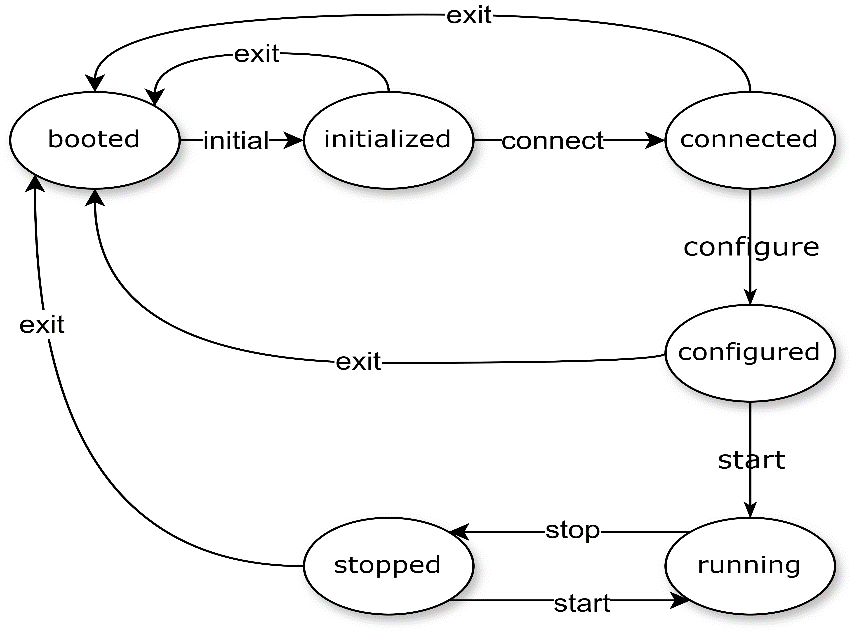 exit
exit
booted
initial
initialized
connect
connected
configure
exit
configured
exit
start
stop
stopped
running
start